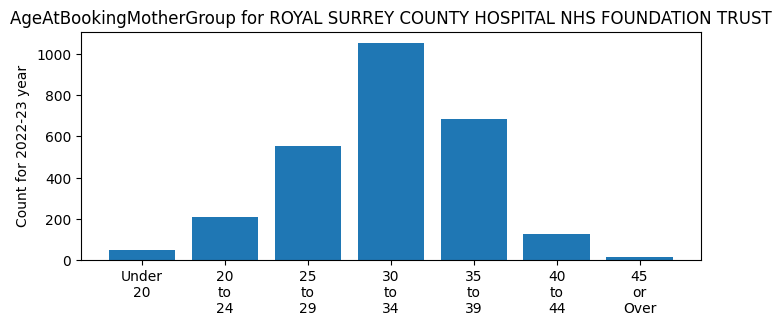 AgeAtBookingMotherGroup for ROYAL SURREY COUNTY HOSPITAL NHS FOUNDATION TRUST
Count for 2022-23 year
1000
800
600
400
200
0
Under
20
20
to
24
25
to
29
30
to
34
35
to
39
40
to
44
45
or
Over